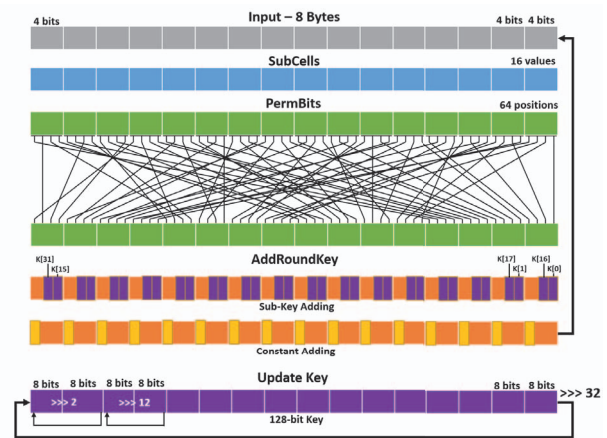 Input – 8 Bytes
4 bits
4 bits 4 bits
SubCells
16 values
PermBits
64 positions
AddRoundKey
K[31]
K[15]
K[17]
K[1]
K[16]
K[0]
Sub-Key Adding
Constant Adding
Update Key
8 bits 8 bits 8 bits 8 bits
8 bits 8 bits
>>> 2
>>> 12
>>> 32
128-bit Key